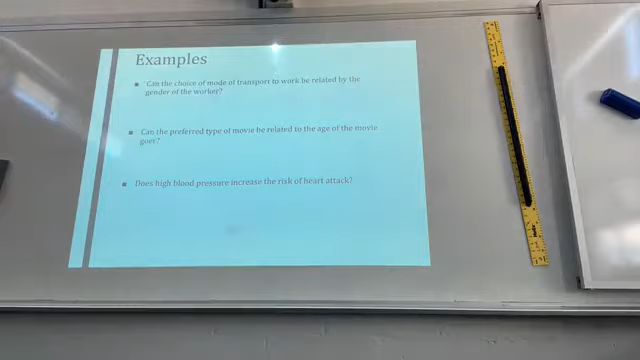 Examples
▪ Can the choice of mode of transport to work be related by the
gender of the worker?
▪ Can the preferred type of movie be related to the age of the movie
goer?
▪ Does high blood pressure increase the risk of heart attack?